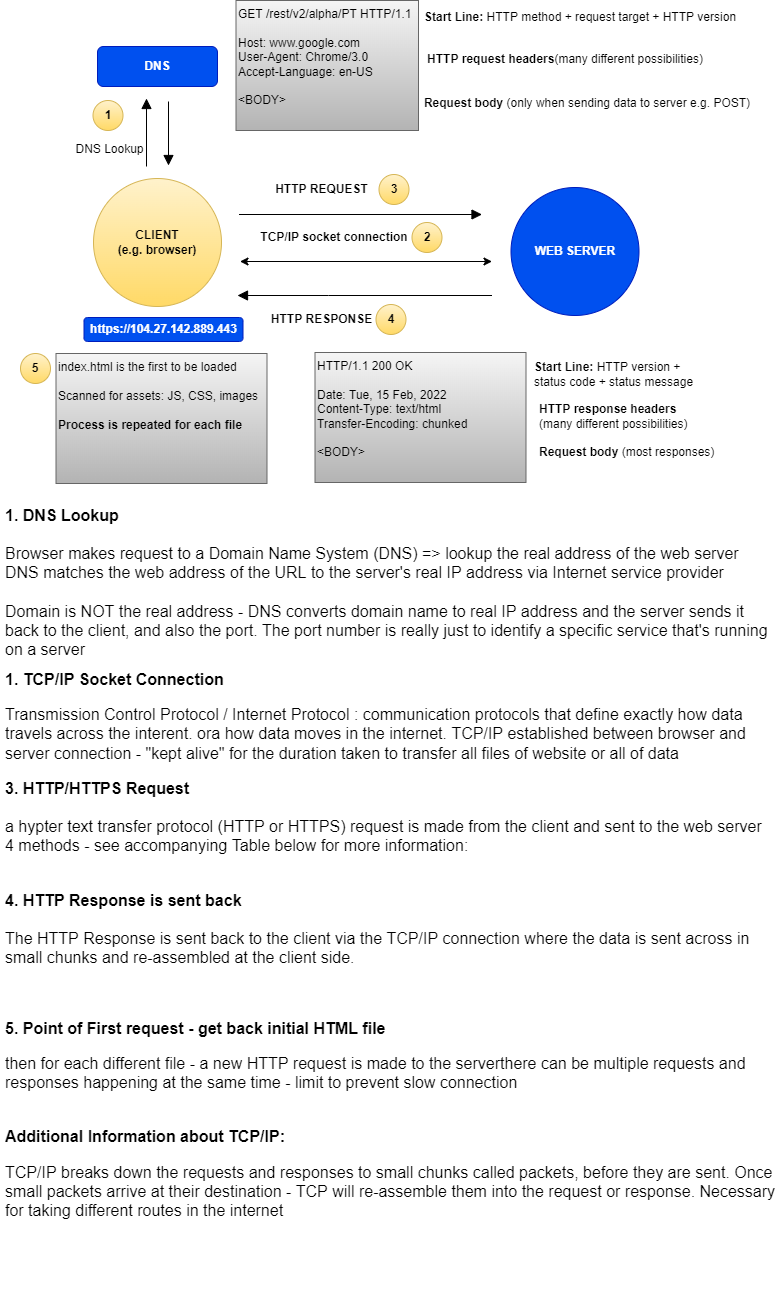 GET /rest/v2/alpha/PT HTTP/1.1
Start Line: HTTP method + request target + HTTP version
Host: www.google.com
User-Agent: Chrome/3.0
Accept-Language: en-US
HTTP request headers(many different possibilities)
<BODY>
Request body (only when sending data to server e.g. POST)
DNS
1
DNS Lookup
HTTP REQUEST
3
CLIENT
(e.g. browser)
TCP/IP socket connection
2
WEB SERVER
HTTP RESPONSE
4
https://104.27.142.889.443
5
index.html is the first to be loaded
Scanned for assets: JS, CSS, images
Process is repeated for each file
HTTP/1.1 200 OK
Date: Tue, 15 Feb, 2022
Content-Type: text/html
Transfer-Encoding: chunked
<BODY>
Start Line: HTTP version +
status code + status message
HTTP response headers
(many different possibilities)
Request body (most responses)
1. DNS Lookup
Browser makes request to a Domain Name System (DNS) => lookup the real address of the web server
DNS matches the web address of the URL to the server's real IP address via Internet service provider
Domain is NOT the real address - DNS converts domain name to real IP address and the server sends it
back to the client, and also the port. The port number is really just to identify a specific service that's running
on a server
1. TCP/IP Socket Connection
Transmission Control Protocol / Internet Protocol : communication protocols that define exactly how data
travels across the interent. ora how data moves in the internet. TCP/IP established between browser and
server connection - "kept alive" for the duration taken to transfer all files of website or all of data
3. HTTP/HTTPS Request
a hypter text transfer protocol (HTTP or HTTPS) request is made from the client and sent to the web server
4 methods - see accompanying Table below for more information:
4. HTTP Response is sent back
The HTTP Response is sent back to the client via the TCP/IP connection where the data is sent across in
small chunks and re-assembled at the client side.
5. Point of First request - get back initial HTML file
then for each different file - a new HTTP request is made to the serverthere can be multiple requests and
responses happening at the same time - limit to prevent slow connection
Additional Information about TCP/IP:
TCP/IP breaks down the requests and responses to small chunks called packets, before they are sent. Once
small packets arrive at their destination - TCP will re-assemble them into the request or response. Necessary
for taking different routes in the internet